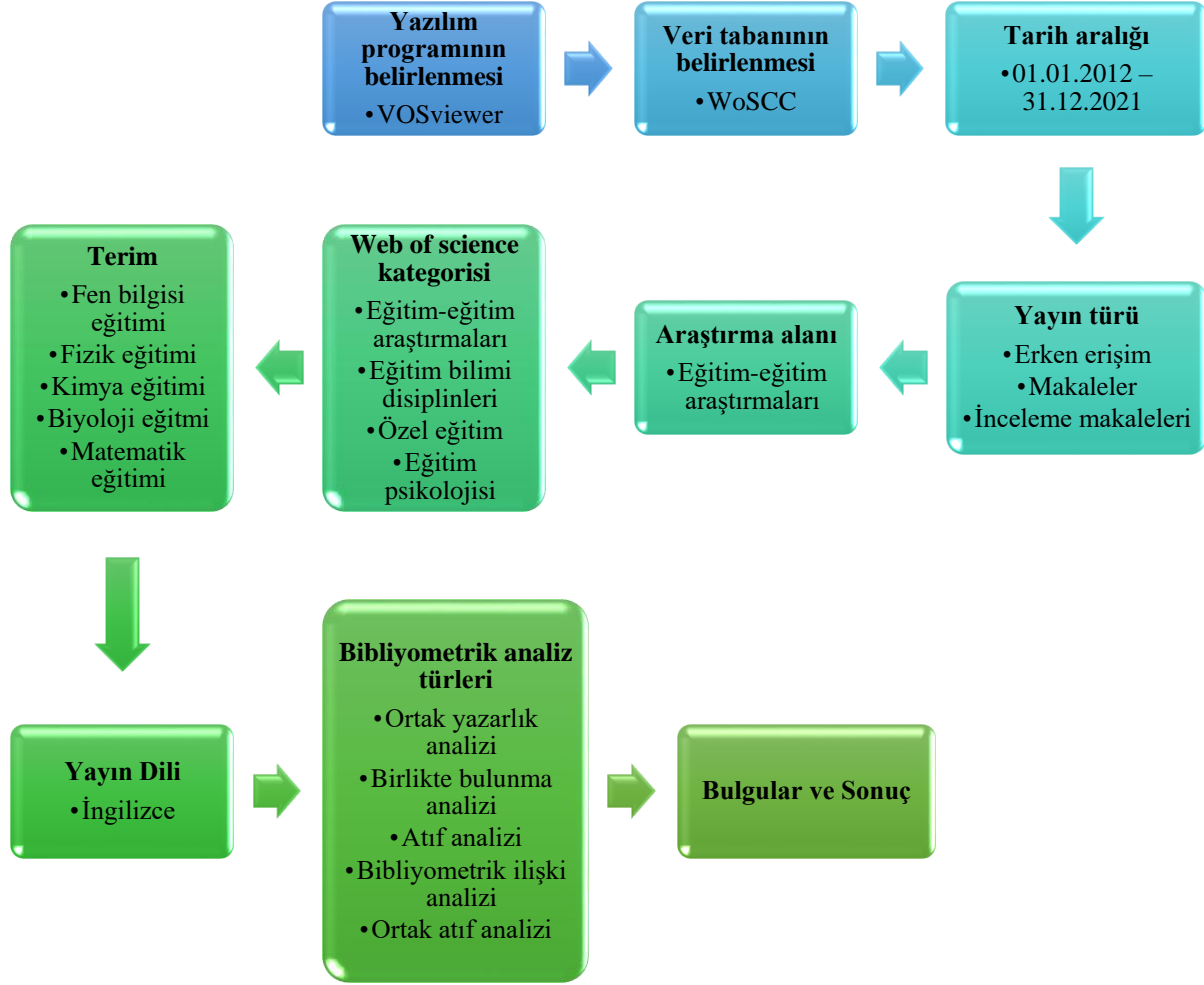 Yazılım
programının
belirlenmesi
•VOSviewer
Veri tabanının
belirlenmesi
•WoSCC
Tarih aralığı
•01.01.2012 –
31.12.2021
Yayın türü
•Erken erişim
•Makaleler
•İnceleme makaleleri
Araştırma alanı
•Eğitim-eğitim
araştırmaları
Web of science
kategorisi
•Eğitim-eğitim
araştırmaları
•Eğitim bilimi
disiplinleri
•Özel eğitim
•Eğitim
psikolojisi
Terim
•Fen bilgisi
eğitimi
•Fizik eğitimi
•Kimya eğitimi
•Biyoloji eğitmi
•Matematik
eğitimi
Yayın Dili
•İngilizce
Bibliyometrik analiz
türleri
•Ortak yazarlık
analizi
•Birlikte bulunma
analizi
•Atıf analizi
•Bibliyometrik ilişki
analizi
•Ortak atıf analizi
Bulgular ve Sonuç